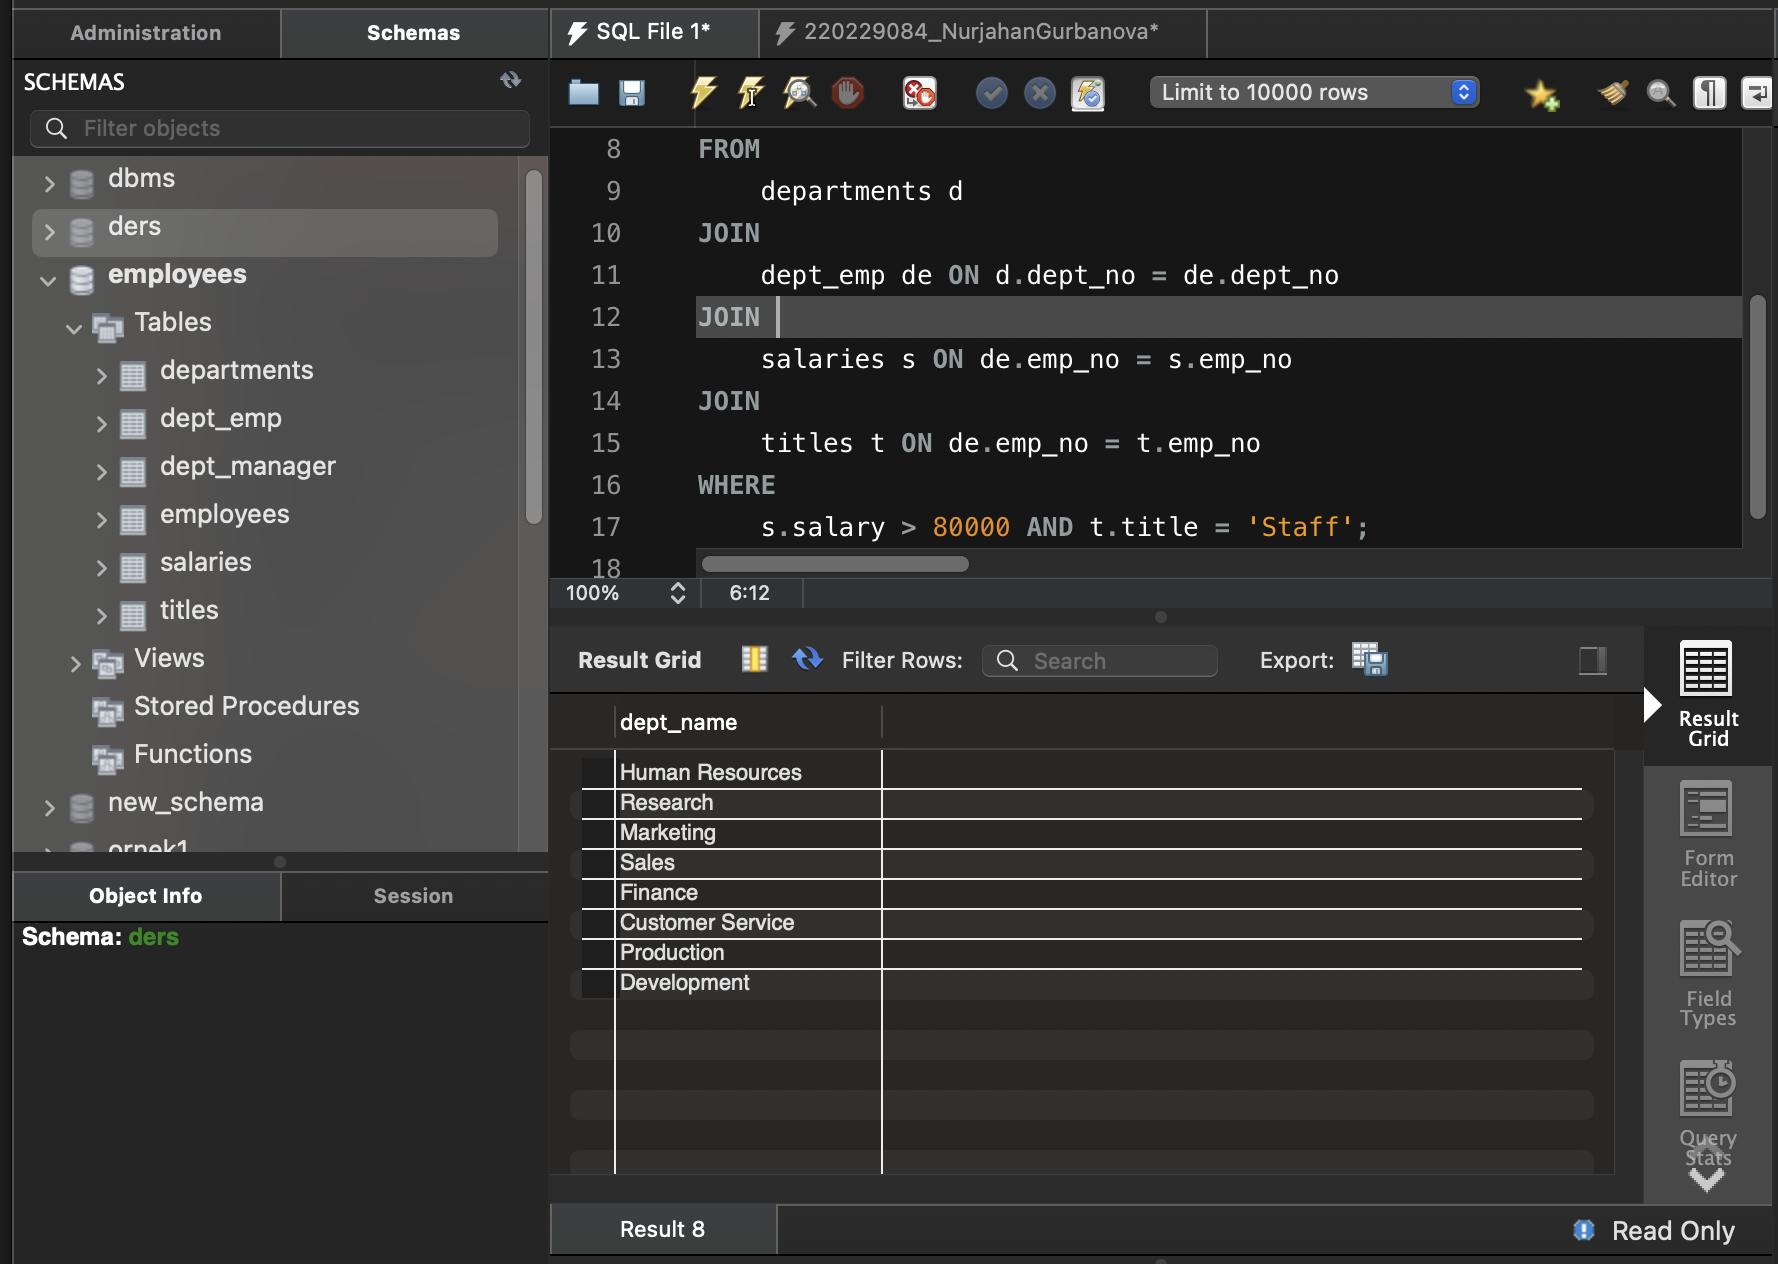 Administration
Schemas
SCHEMAS
Filter objects
dbms
ders
employees
Tables
departments
dept_emp
dept_manager
employees
salaries
titles
Views
Stored Procedures
Functions
new_schema
ornek1
Object Info
Session
Schema: ders
SQL File 1*
220229084_NurjahanGurbanova*
Limit to 10000 rows
8 FROM
9 departments d
10 JOIN
11 dept_emp de ON d.dept_no = de.dept_no
12 JOIN
13 salaries s ON de.emp_no = s.emp_no
14 JOIN
15 titles t ON de.emp_no = t.emp_no
16 WHERE
17 s.salary > 80000 AND t.title = 'Staff';
18
100%
6:12
Result Grid
Filter Rows:
Search
Export:
dept_name
Human Resources
Research
Marketing
Sales
Finance
Customer Service
Production
Development
Result
Grid
Form
Editor
Field
Types
Query
Stats
Result 8
Read Only